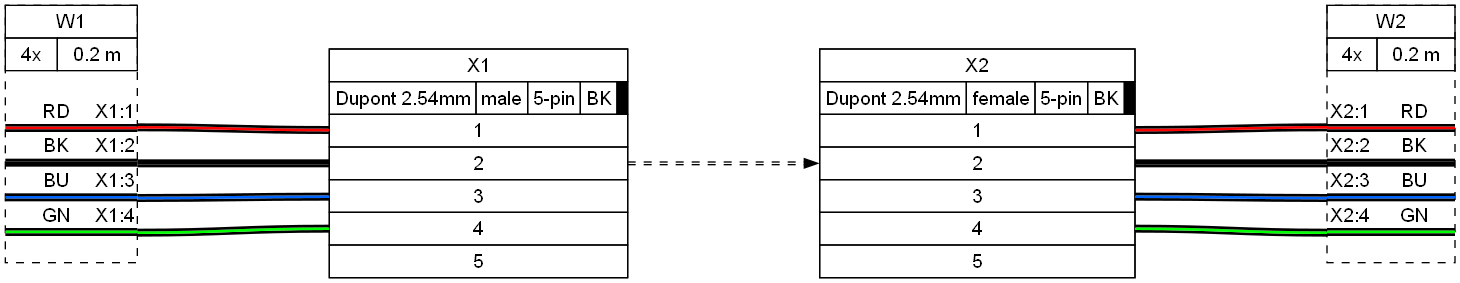 W1
4x 0.2 m
RD X1:1
BK X1:2
BU X1:3
GN X1:4
X1
Dupont 2.54mm male 5-pin BK
1
2
3
4
5
X2
Dupont 2.54mm female 5-pin BK
1
2
3
4
5
W2
4x 0.2 m
X2:1 RD
X2:2 BK
X2:3 BU
X2:4 GN